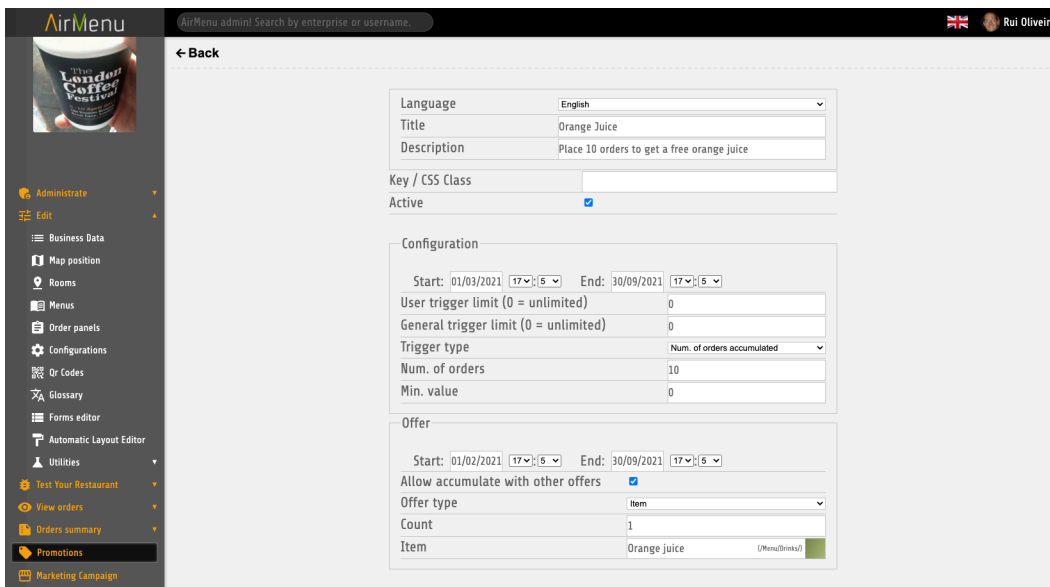 AirMenu
AirMenu admin! Search by enterprise or username.
Rui Oliveir
← Back
The
London
Coffee
Festival
Language English
Title Orange Juice
Description Place 10 orders to get a free orange juice
Key / CSS Class
Active
Configuration
Start: 01/03/2021 17 : 5 End: 30/09/2021 17 : 5
User trigger limit (0 = unlimited) 0
General trigger limit (0 = unlimited) 0
Trigger type Num. of orders accumulated
Num. of orders 10
Min. value 0
Offer
Start: 01/02/2021 17 : 5 End: 30/09/2021 17 : 5
Allow accumulate with other offers
Offer type Item
Count 1
Item Orange juice (/Menu/Drinks/)
Administrate
Edit
Business Data
Map position
Rooms
Menus
Order panels
Configurations
Qr Codes
Glossary
Forms editor
Automatic Layout Editor
Utilities
Test Your Restaurant
View orders
Orders summary
Promotions
Marketing Campaign